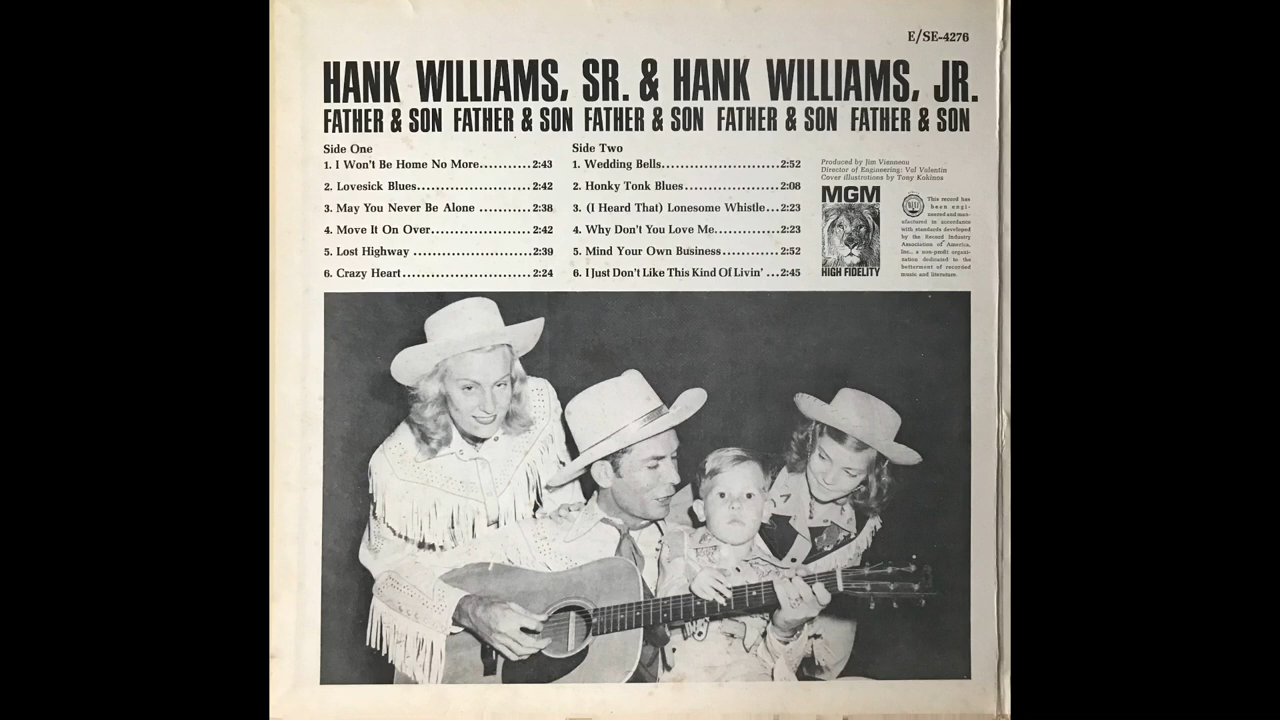 E/SE-4276
HANK WILLIAMS, SR. & HANK WILLIAMS, JR.
FATHER & SON FATHER & SON FATHER & SON FATHER & SON FATHER & SON
Side One
1. I Won't Be Home No More...........2:43
2. Lovesick Blues.......................2:42
3. May You Never Be Alone ..........2:38
4. Move It On Over....................2:42
5. Lost Highway .......................2:39
6. Crazy Heart..........................2:24
Side Two
1. Wedding Bells........................2:52
2. Honky Tonk Blues...................2:08
3. (I Heard That) Lonesome Whistle...2:23
4. Why Don't You Love Me............2:23
5. Mind Your Own Business...........2:52
6. I Just Don't Like This Kind Of Livin' ...2:45
Produced by Jim Vienneau
Director of Engineering: Val Valentin
Cover illustrations by Tony Kokinos
MGM
HIGH FIDELITY
This record has
been engi-
neered and man-
ufactured in accordance
with standards developed
by the Record Industry
Association of America,
Inc., a non-profit organi-
zation dedicated to the
betterment of recorded
music and literature.